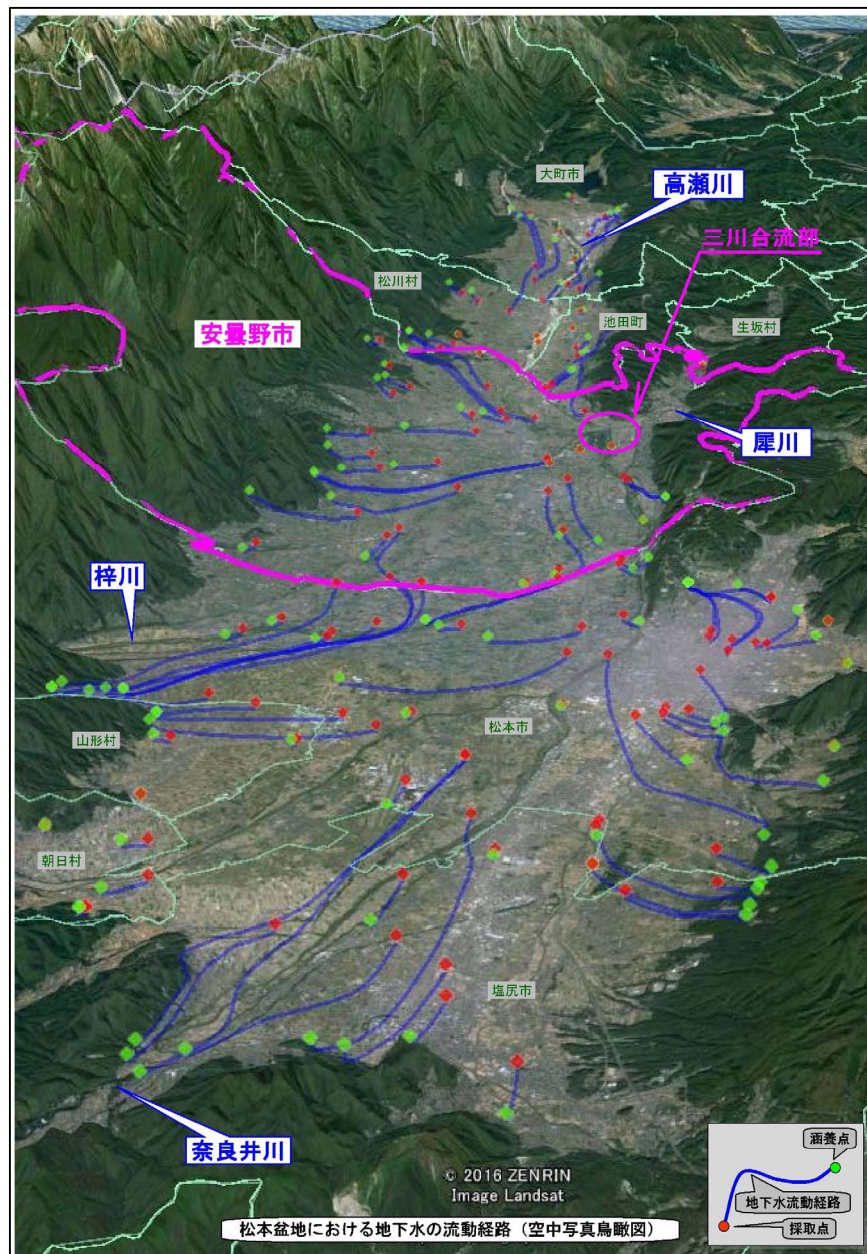 大町市
高瀬川
三川合流部
松川村
池田町
生坂村
安曇野市
犀川
梓川
山形村
松本市
朝日村
塩尻市
奈良井川
© 2016 ZENRIN
Image Landsat
松本盆地における地下水の流動経路（空中写真鳥瞰図）
涵養点
地下水流動経路
採取点